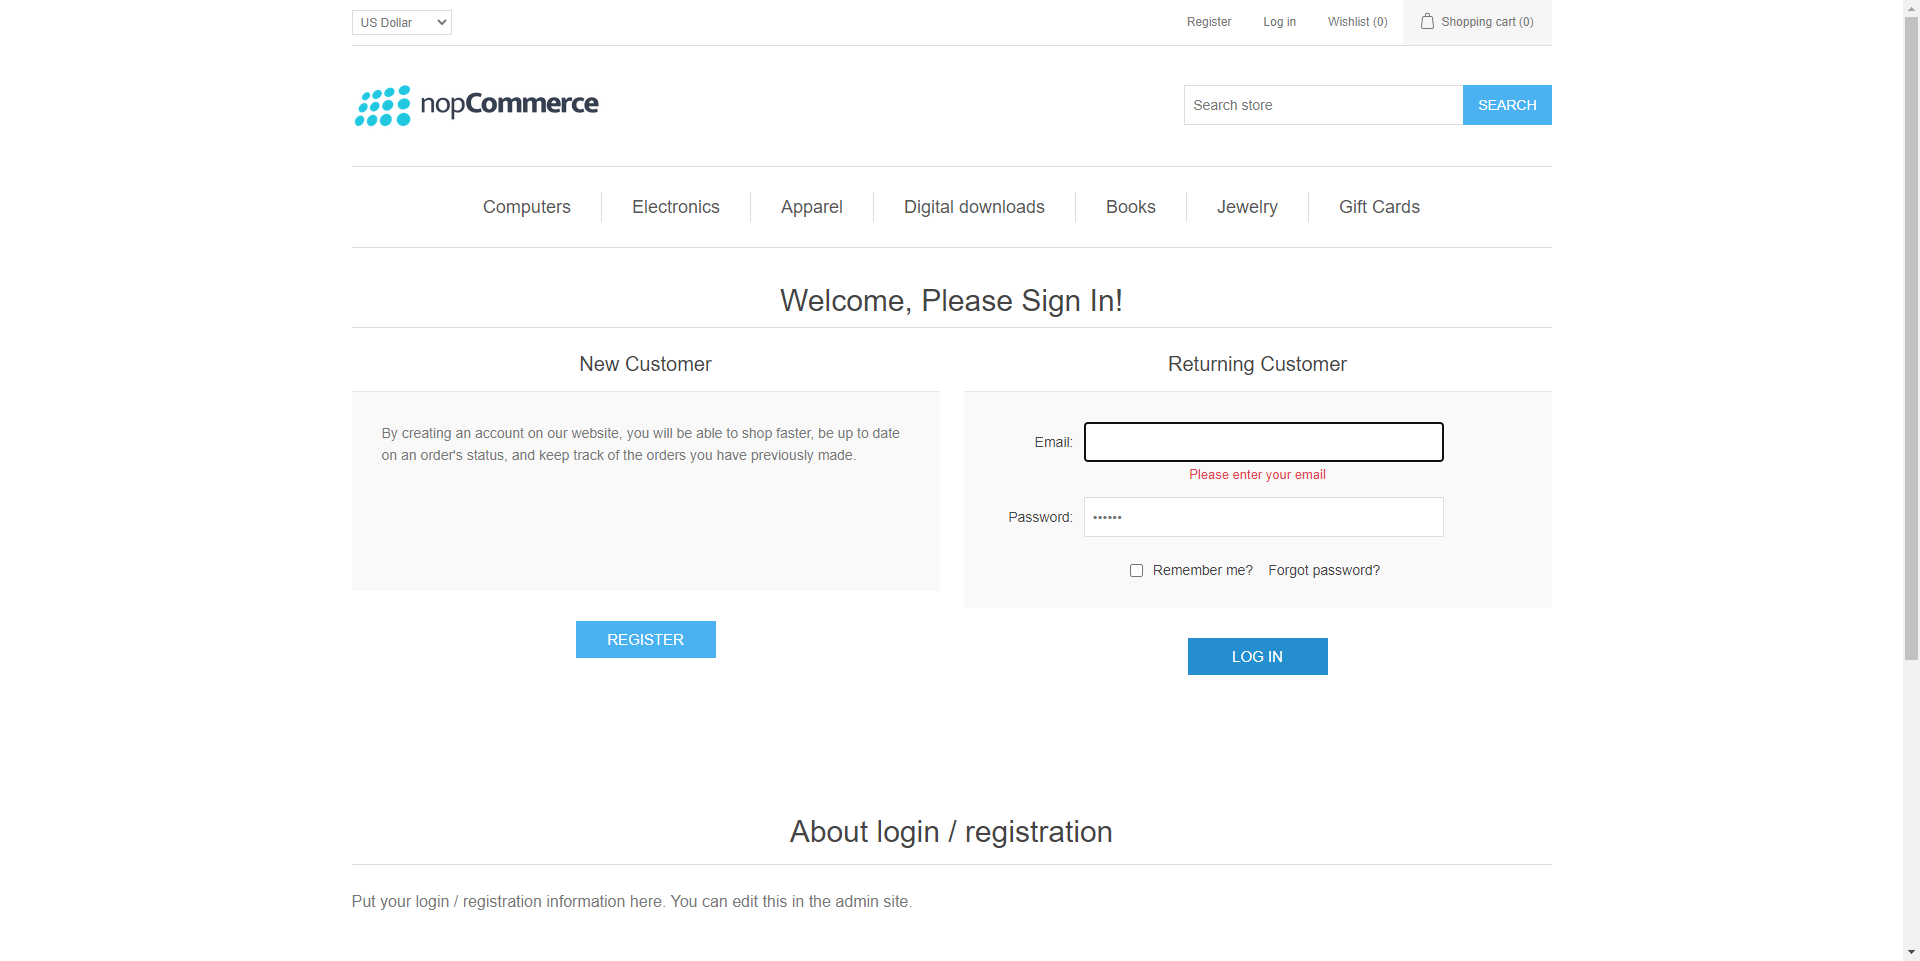 US Dollar
Register
Log in
Wishlist (0)
Shopping cart (0)
nopCommerce
Search store
SEARCH
Computers
Electronics
Apparel
Digital downloads
Books
Jewelry
Gift Cards
Welcome, Please Sign In!
New Customer
By creating an account on our website, you will be able to shop faster, be up to date
on an order's status, and keep track of the orders you have previously made.
REGISTER
Returning Customer
Email:
Please enter your email
Password:
••••••
Remember me?
Forgot password?
LOG IN
About login / registration
Put your login / registration information here. You can edit this in the admin site.